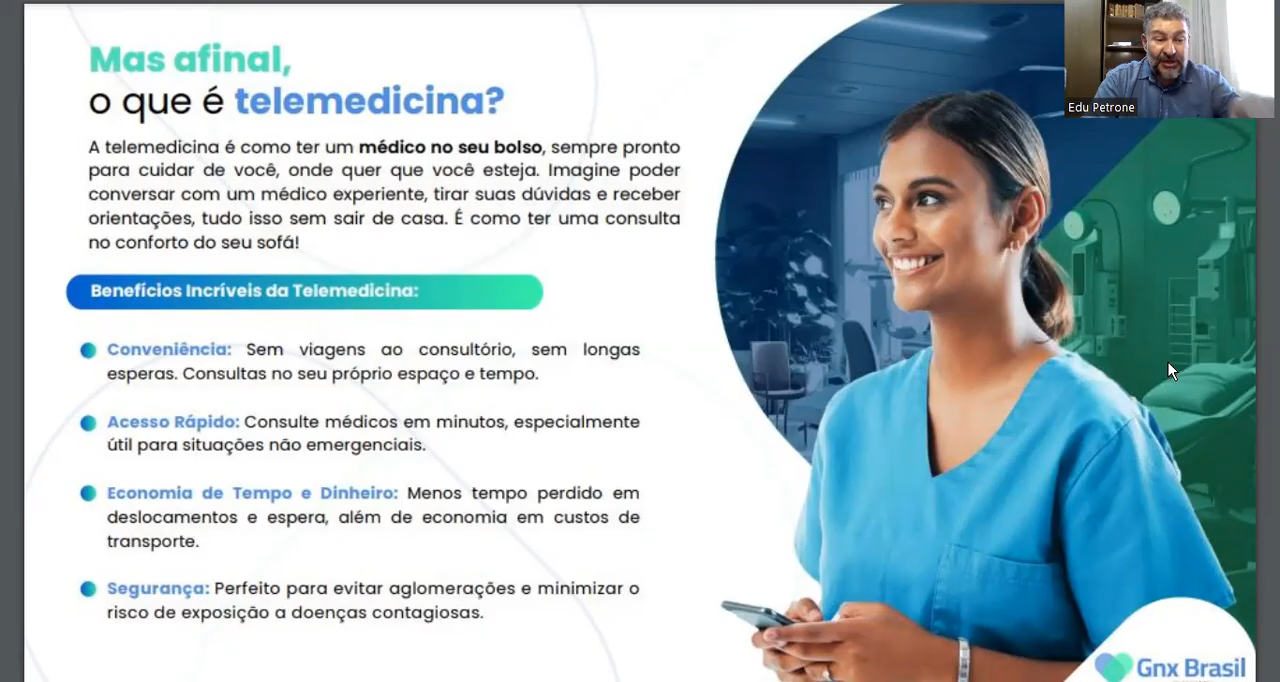 Mas afinal,
o que é telemedicina?
A telemedicina é como ter um médico no seu bolso, sempre pronto
para cuidar de você, onde quer que você esteja. Imagine poder
conversar com um médico experiente, tirar suas dúvidas e receber
orientações, tudo isso sem sair de casa. É como ter uma consulta
no conforto do seu sofá!
Benefícios Incríveis da Telemedicina:
Conveniência: Sem viagens ao consultório, sem longas
esperas. Consultas no seu próprio espaço e tempo.
Acesso Rápido: Consulte médicos em minutos, especialmente
útil para situações não emergenciais.
Economia de Tempo e Dinheiro: Menos tempo perdido em
deslocamentos e espera, além de economia em custos de
transporte.
Segurança: Perfeito para evitar aglomerações e minimizar o
risco de exposição a doenças contagiosas.
Edu Petrone
Gnx Brasil